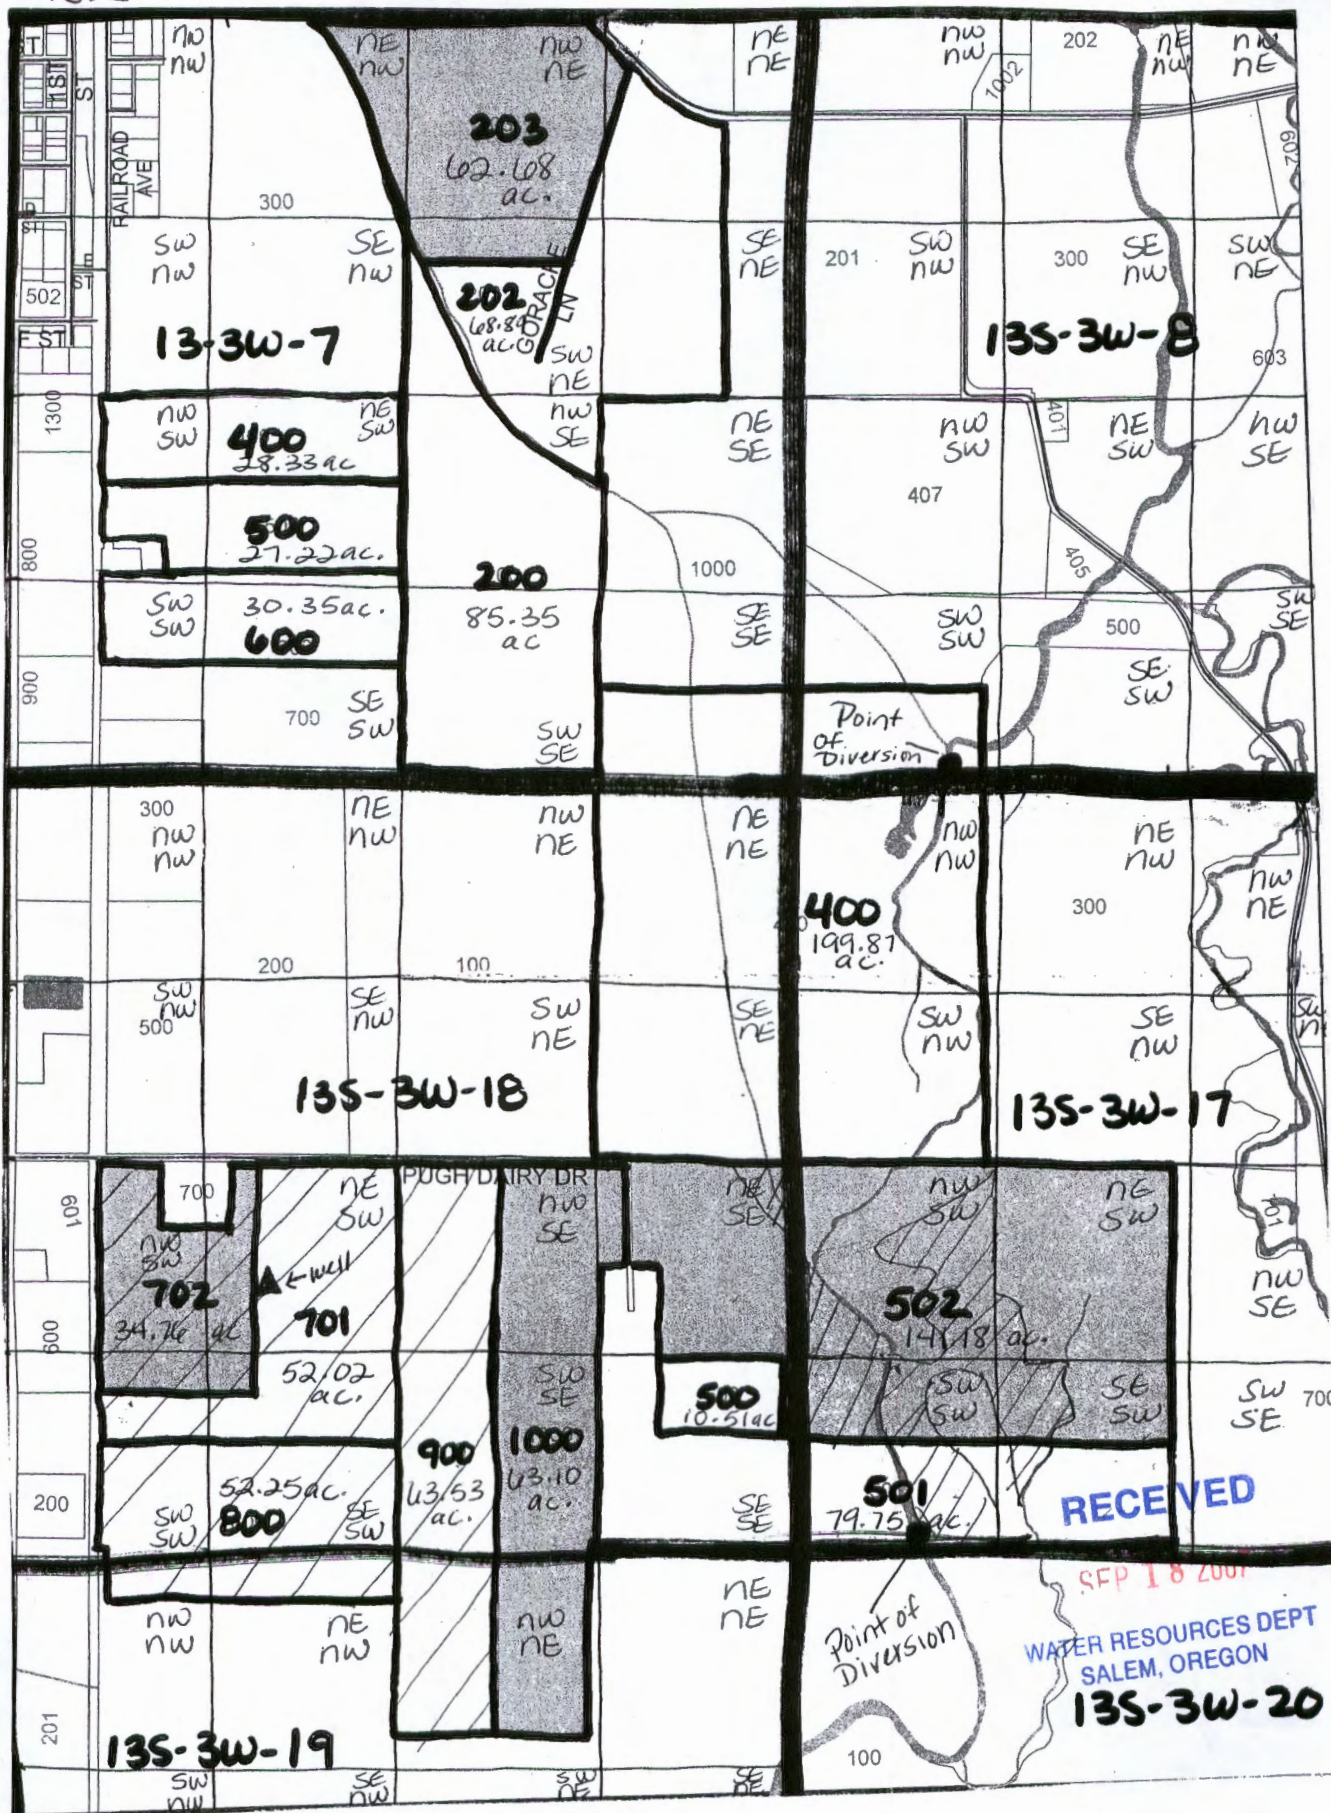 nw
nw
NE
nw
nw
NE
NE
NE
nw
nw
202
NE
nw
nw
NE
ST
1ST
ST
1002
602
203
62.68
ac.
RAILROAD
AVE
300
SW
nw
SE
nw
SE
NE
201
SW
nw
300
SE
nw
SW
NE
E
ST
502
F ST
202
68.89
ac.
GORACKE
LN
SW
NE
13-3W-7
13S-3W-8
603
1300
nw
SW
NE
SW
400
28.33ac
nw
SE
NE
SE
nw
SW
401
NE
SW
nw
SE
407
500
27.22ac.
800
200
85.35
ac
1000
405
SW
SW
30.35ac.
600
SE
SE
SW
SW
500
SW
SE
900
700
SE
SW
SW
SE
SE
SW
Point
of
Diversion
300
nw
nw
NE
nw
nw
NE
NE
NE
nw
nw
NE
nw
nw
NE
400
199.87
ac.
300
200
100
SW
nw
500
SE
nw
SW
NE
SE
NE
SW
nw
SE
nw
13S-3W-18
13S-3W-17
601
700
PUGH DAIRY DR
nw
SW
NE
SW
nw
SE
NE
SE
nw
SW
NE
SW
nw
SE
702
34.76 ac
←well
701
52.02
ac.
502
141.18 ac.
600
SW
SE
500
10.51ac
SW
SW
SE
SW
SW
SE
700
900
63.53
ac.
1000
63.10
ac.
200
52.25ac.
SW
SW
800
SE
SW
SE
SE
501
79.75 ac.
RECEIVED
SEP 18 2007
nw
nw
NE
nw
nw
NE
NE
NE
Point of
Diversion
WATER RESOURCES DEPT
SALEM, OREGON
13S-3W-20
201
13S-3W-19
100
SW
nw
SE
nw
SW
NE
SE
NE